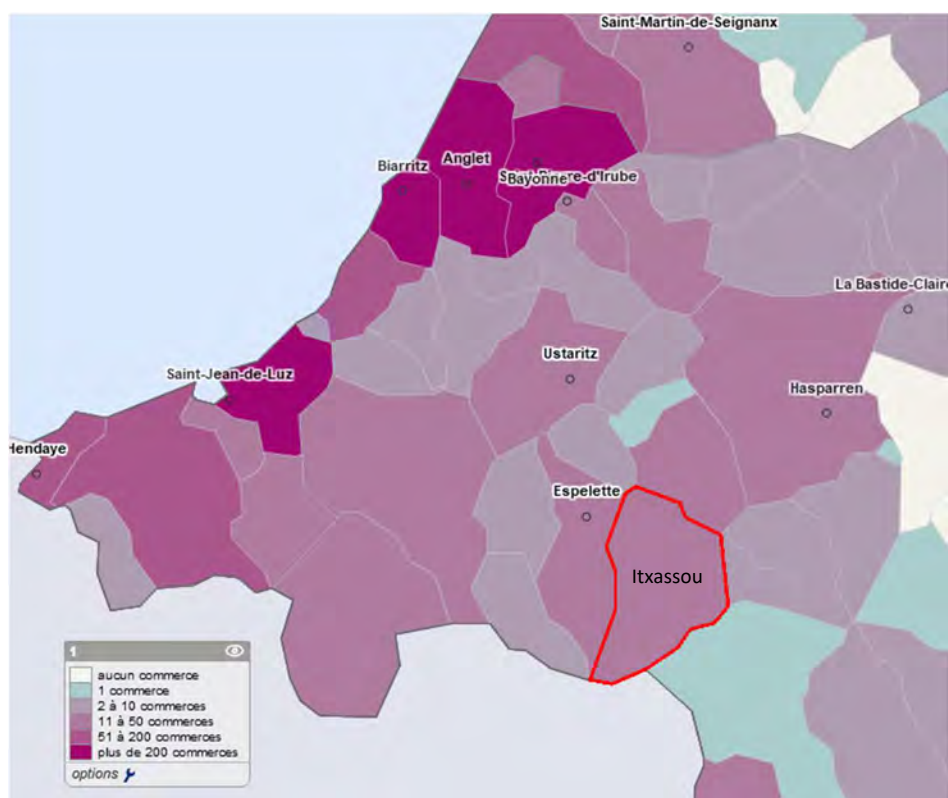 Saint-Martin-de-Seignanx
Anglet
Biarritz
Bayonne
La Bastide-Claire
Ustaritz
Saint-Jean-de-Luz
Hasparren
Hendaye
Espelette
Itxassou
1
aucun commerce
1 commerce
2 à 10 commerces
11 à 50 commerces
51 à 200 commerces
plus de 200 commerces
options